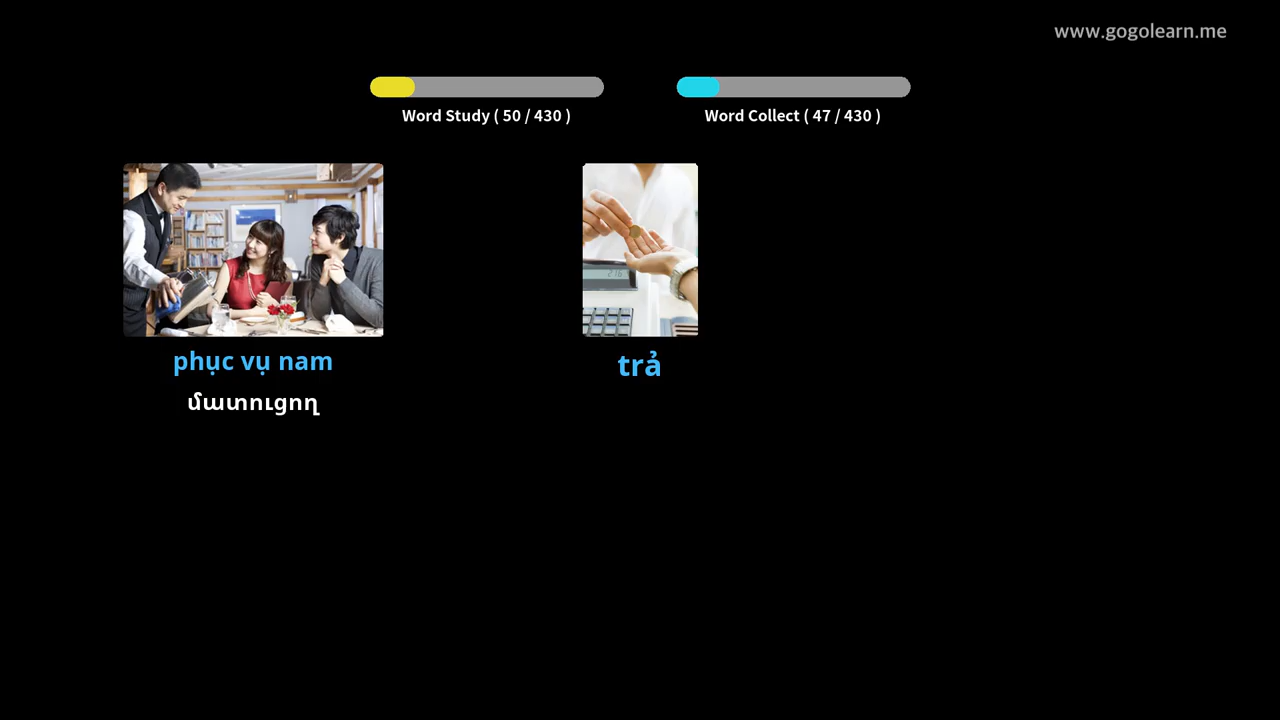 www.gogolearn.me
Word Study ( 50 / 430 )
Word Collect ( 47 / 430 )
phục vụ nam
մատուցող
trả